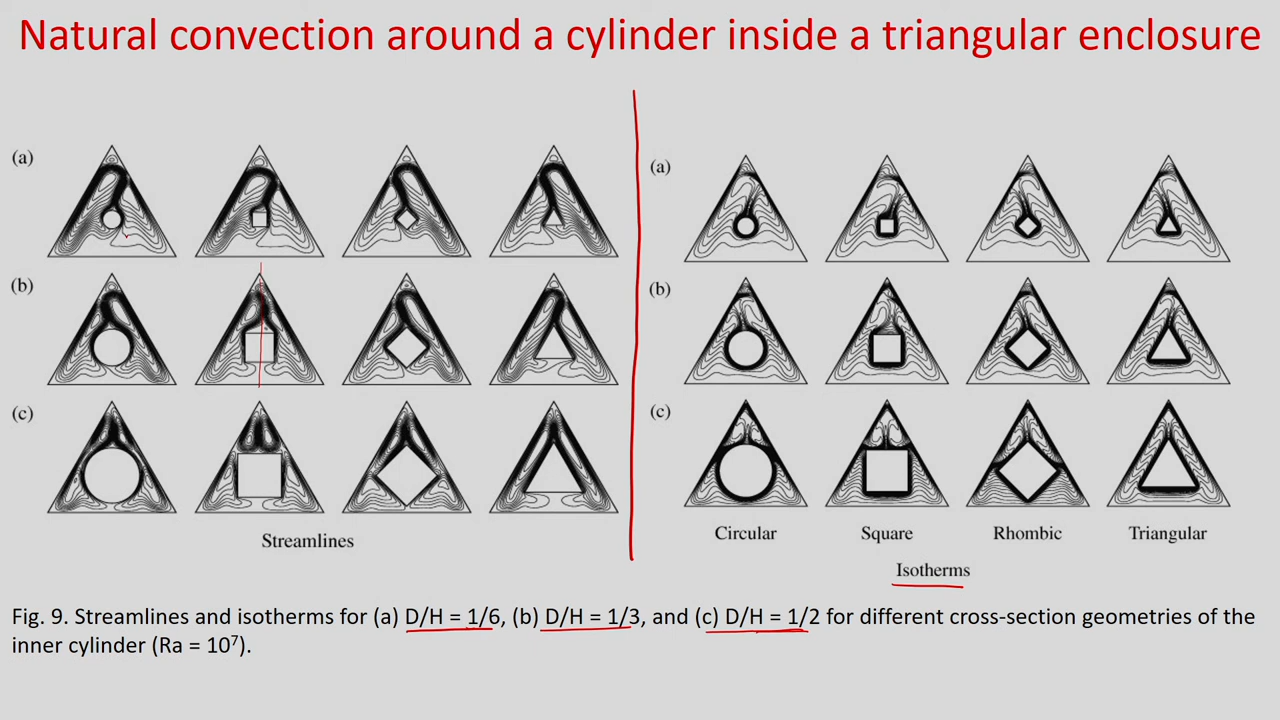 Natural convection around a cylinder inside a triangular enclosure
(a)
(b)
(c)
Streamlines
(a)
(b)
(c)
Circular Square Rhombic Triangular
Isotherms
Fig. 9. Streamlines and isotherms for (a) D/H = 1/6, (b) D/H = 1/3, and (c) D/H = 1/2 for different cross-section geometries of the
inner cylinder (Ra = 10⁷).